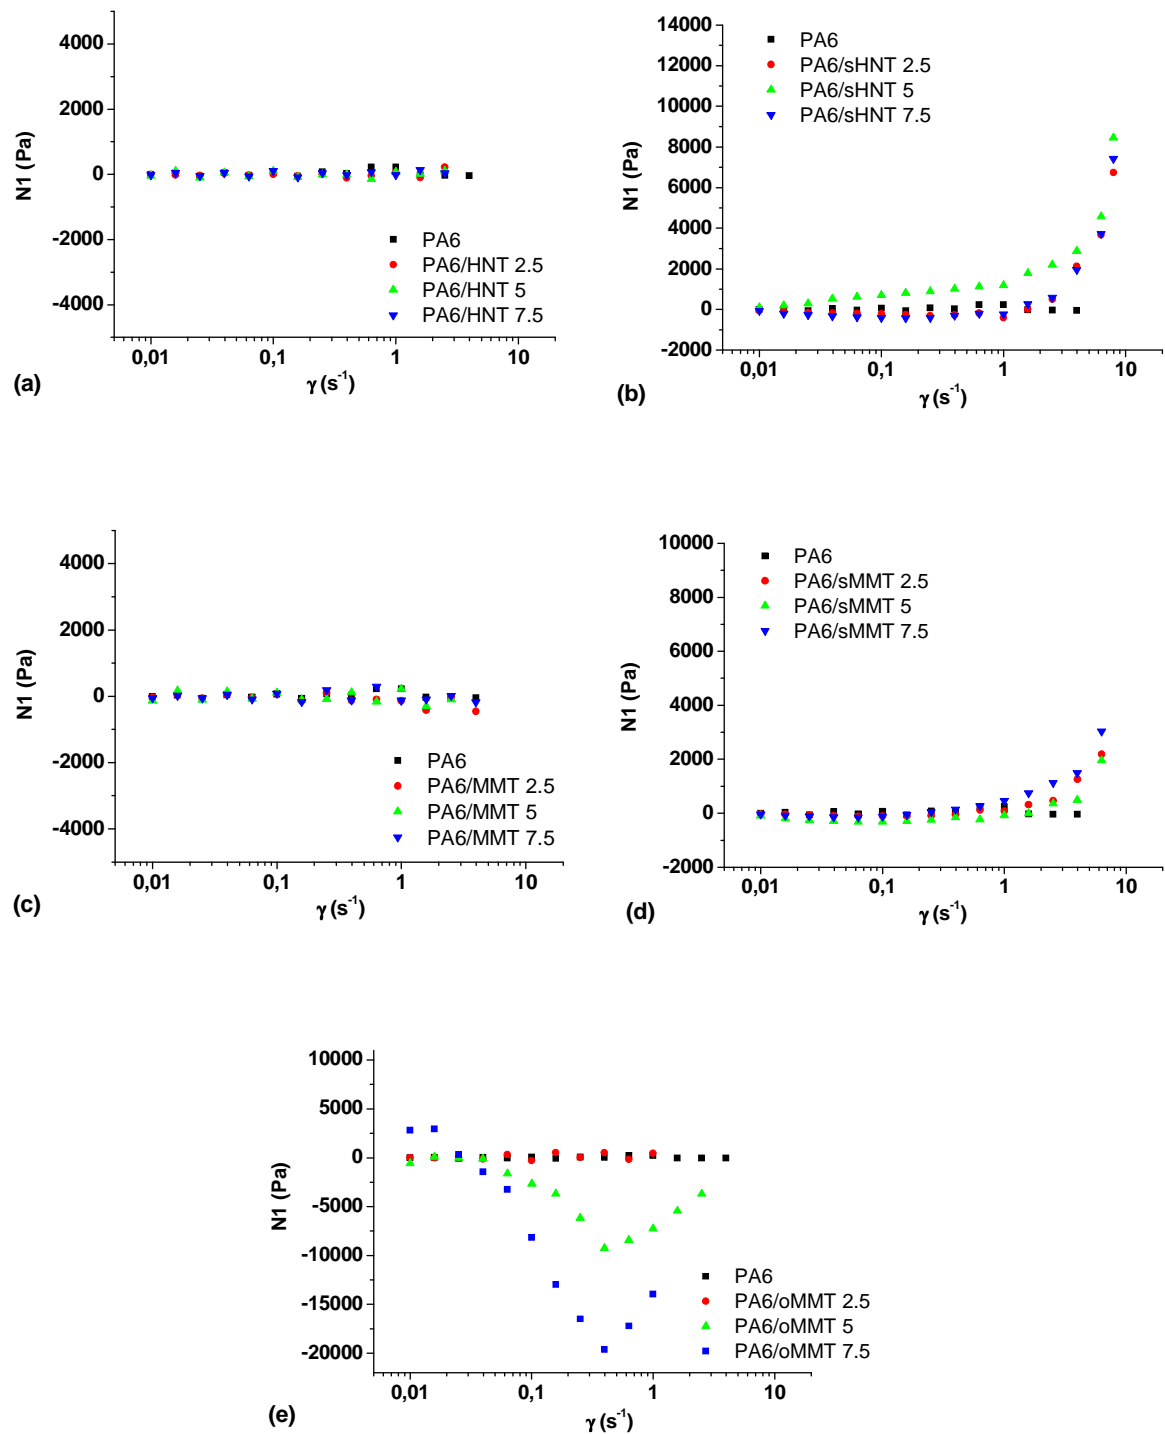 4000
2000
0
-2000
-4000
N1 (Pa)
PA6
PA6/HNT 2.5
PA6/HNT 5
PA6/HNT 7.5
0,01 0,1 1 10
γ (s-1)
(a)
14000
12000
10000
8000
6000
4000
2000
0
-2000
N1 (Pa)
PA6
PA6/sHNT 2.5
PA6/sHNT 5
PA6/sHNT 7.5
0,01 0,1 1 10
γ (s-1)
(b)
4000
2000
0
-2000
-4000
N1 (Pa)
PA6
PA6/MMT 2.5
PA6/MMT 5
PA6/MMT 7.5
0,01 0,1 1 10
γ (s-1)
(c)
10000
8000
6000
4000
2000
0
-2000
N1 (Pa)
PA6
PA6/sMMT 2.5
PA6/sMMT 5
PA6/sMMT 7.5
0,01 0,1 1 10
γ (s-1)
(d)
10000
5000
0
-5000
-10000
-15000
-20000
N1 (Pa)
PA6
PA6/oMMT 2.5
PA6/oMMT 5
PA6/oMMT 7.5
0,01 0,1 1 10
γ (s-1)
(e)